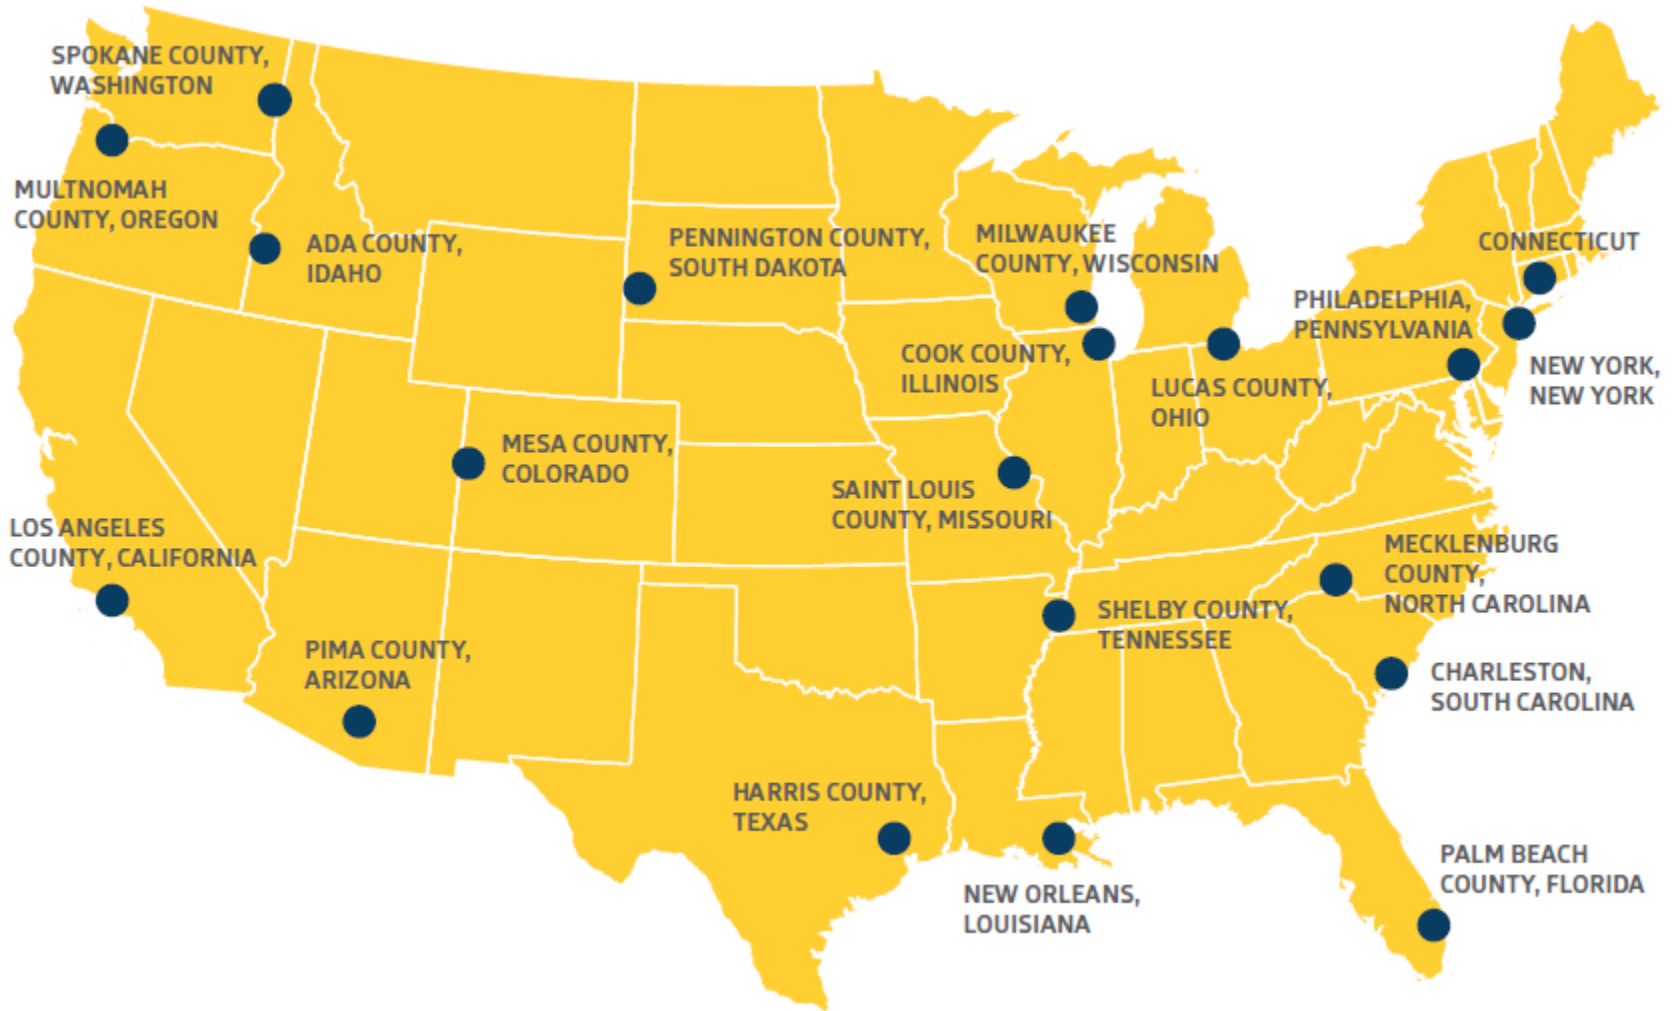 SPOKANE COUNTY,
WASHINGTON
MULTNOMAH
COUNTY, OREGON
ADA COUNTY,
IDAHO
PENNINGTON COUNTY,
SOUTH DAKOTA
MILWAUKEE
COUNTY, WISCONSIN
CONNECTICUT
PHILADELPHIA,
PENNSYLVANIA
NEW YORK,
NEW YORK
COOK COUNTY,
ILLINOIS
LUCAS COUNTY,
OHIO
MESA COUNTY,
COLORADO
SAINT LOUIS
COUNTY, MISSOURI
LOS ANGELES
COUNTY, CALIFORNIA
MECKLENBURG
COUNTY,
NORTH CAROLINA
SHELBY COUNTY,
TENNESSEE
PIMA COUNTY,
ARIZONA
CHARLESTON,
SOUTH CAROLINA
HARRIS COUNTY,
TEXAS
NEW ORLEANS,
LOUISIANA
PALM BEACH
COUNTY, FLORIDA